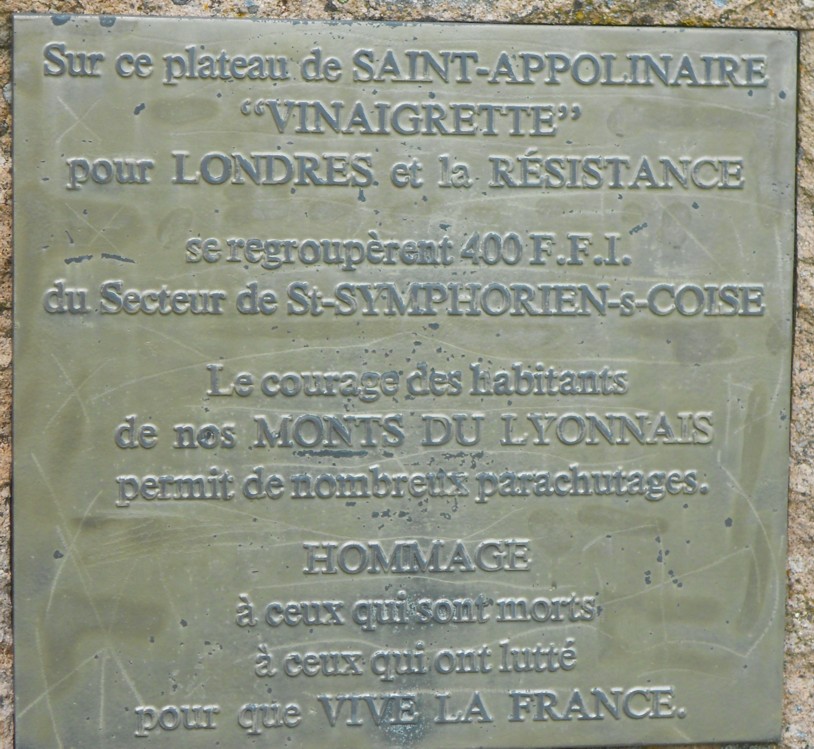 Sur ce plateau de SAINT-APPOLINAIRE
“VINAIGRETTE”
pour LONDRES et la RÉSISTANCE
se regroupèrent 400 F.F.I.
du Secteur de St-SYMPHORIEN-s-COISE
Le courage des habitants
de nos MONTS DU LYONNAIS
permit de nombreux parachutages.
HOMMAGE
à ceux qui sont morts
à ceux qui ont lutté
pour que VIVE LA FRANCE.